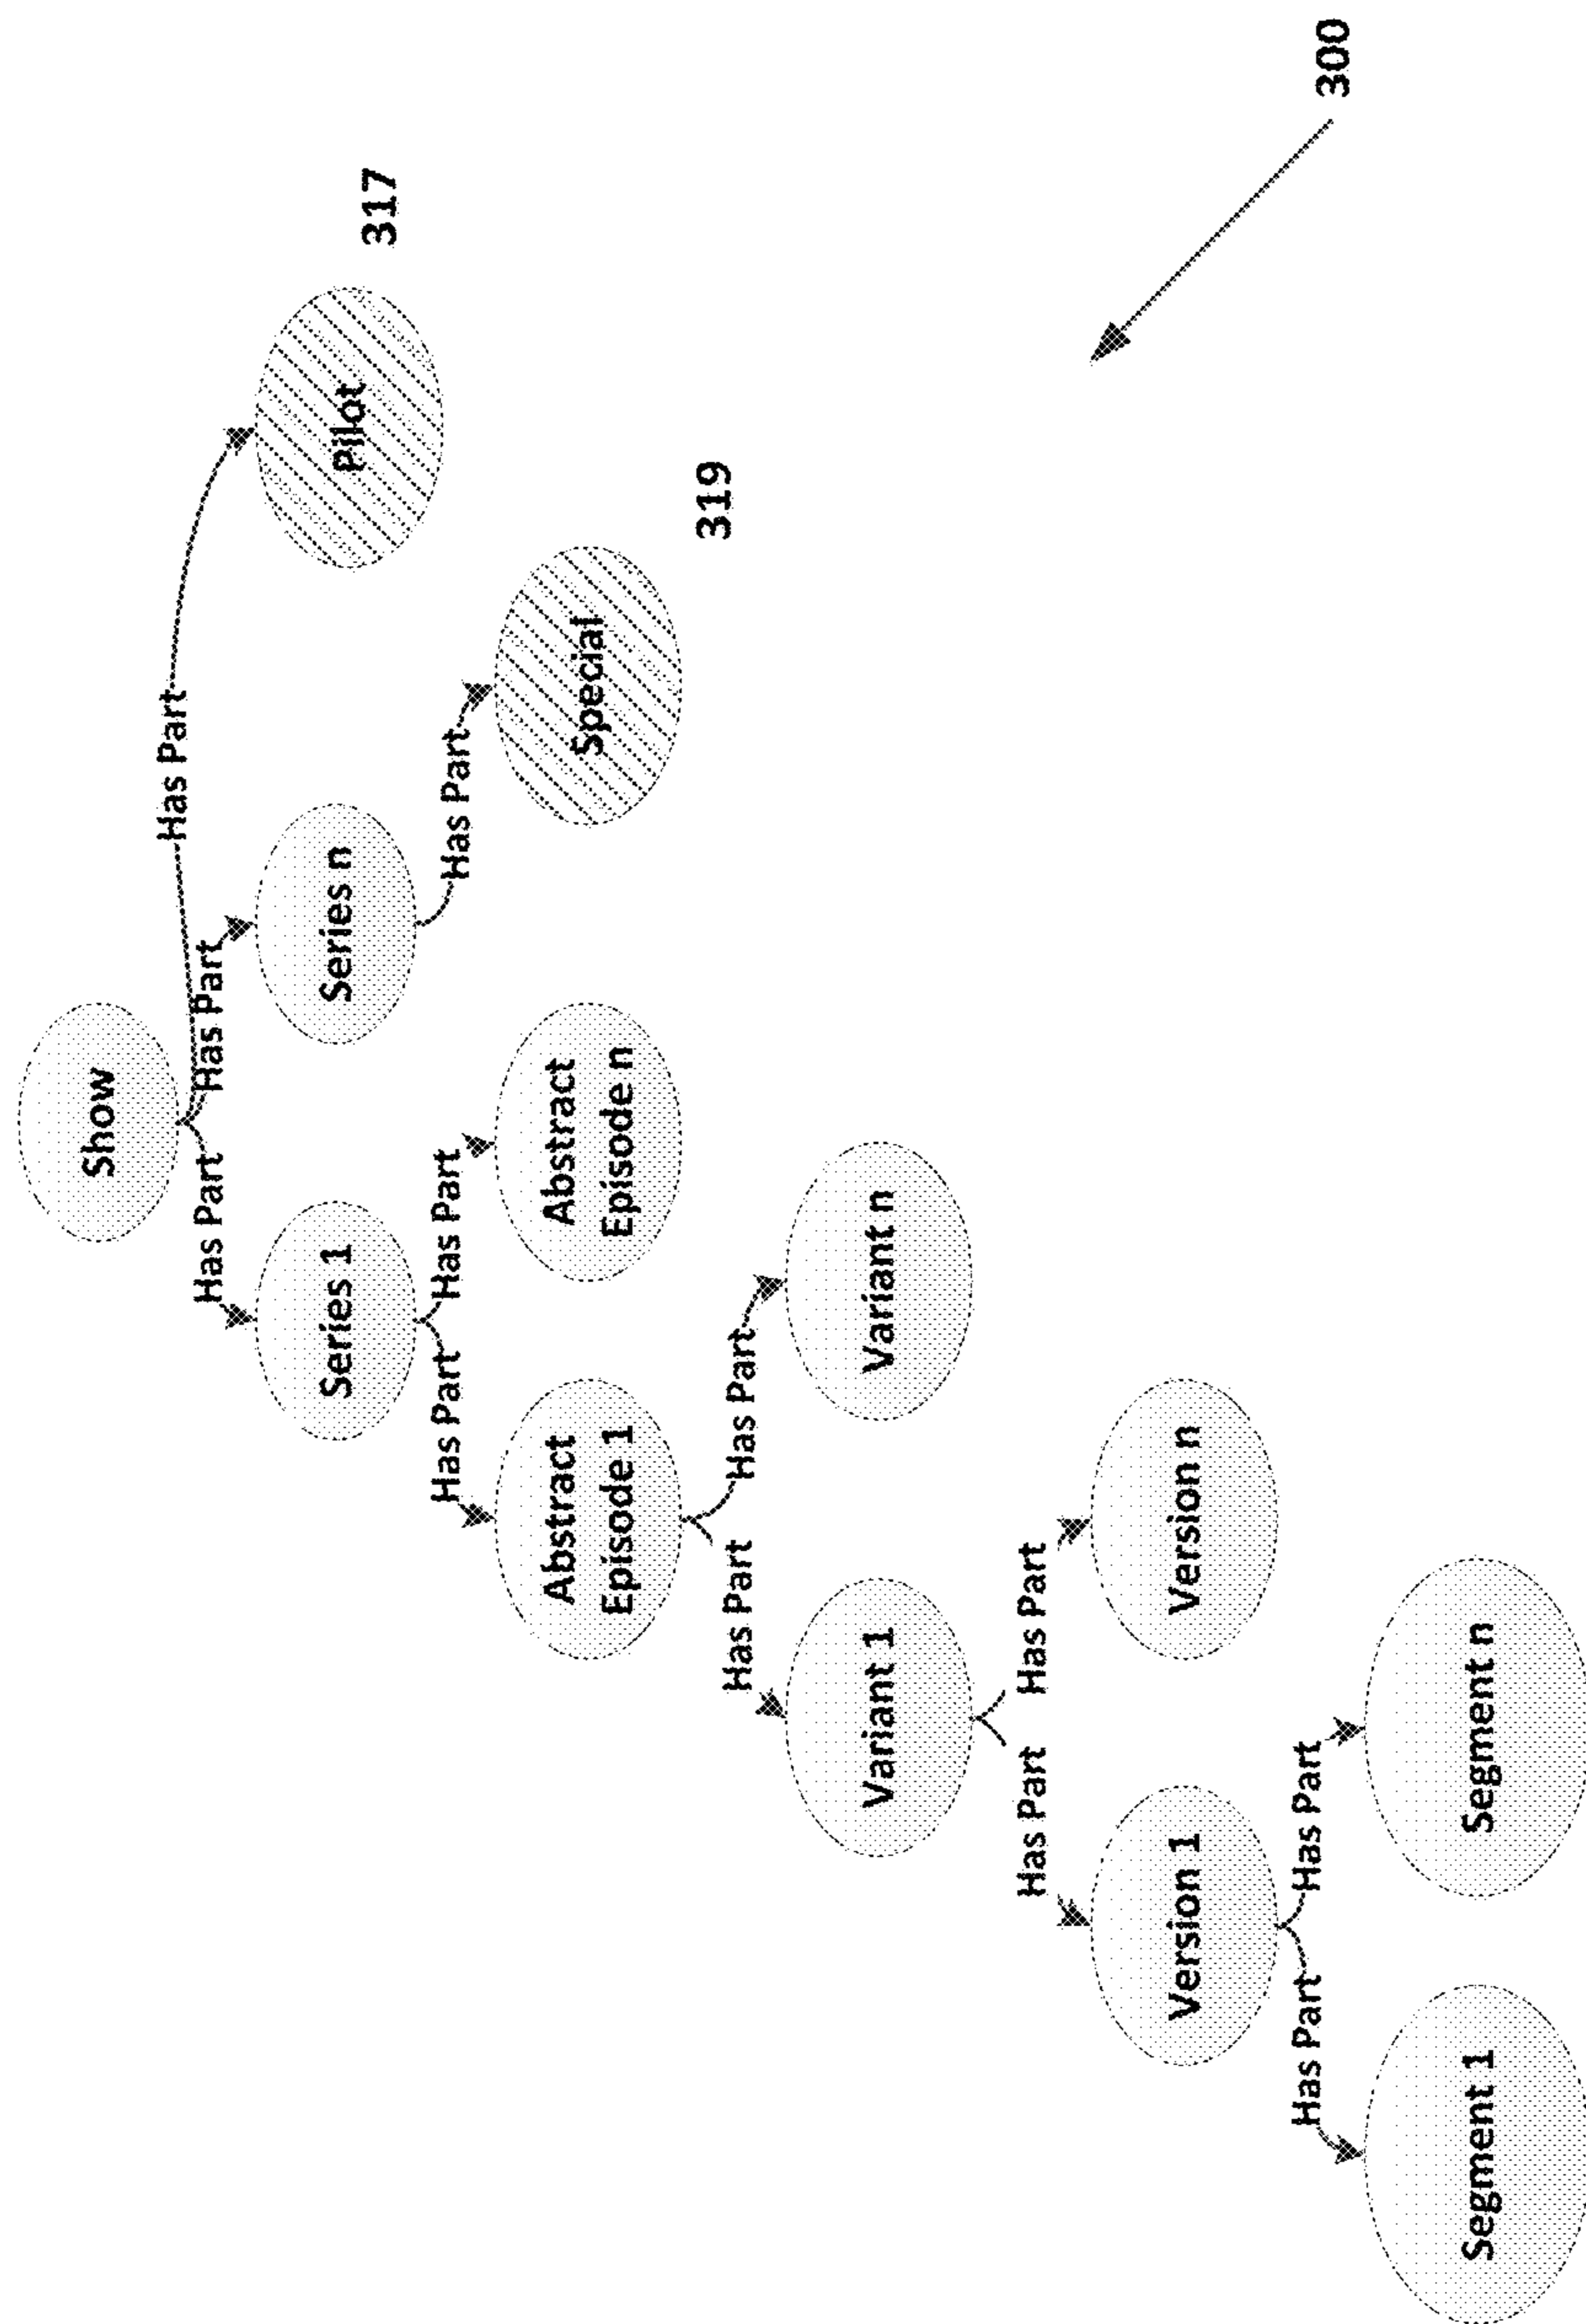 Show
Has Part
Has Part
Has Part
Series 1
Series n
Pilot
317
Has Part
Has Part
Has Part
Abstract
Episode 1
Abstract
Episode n
Special
319
Has Part
Has Part
Variant 1
Variant n
Has Part
Has Part
Version 1
Version n
Has Part
Has Part
Segment 1
Segment n
300